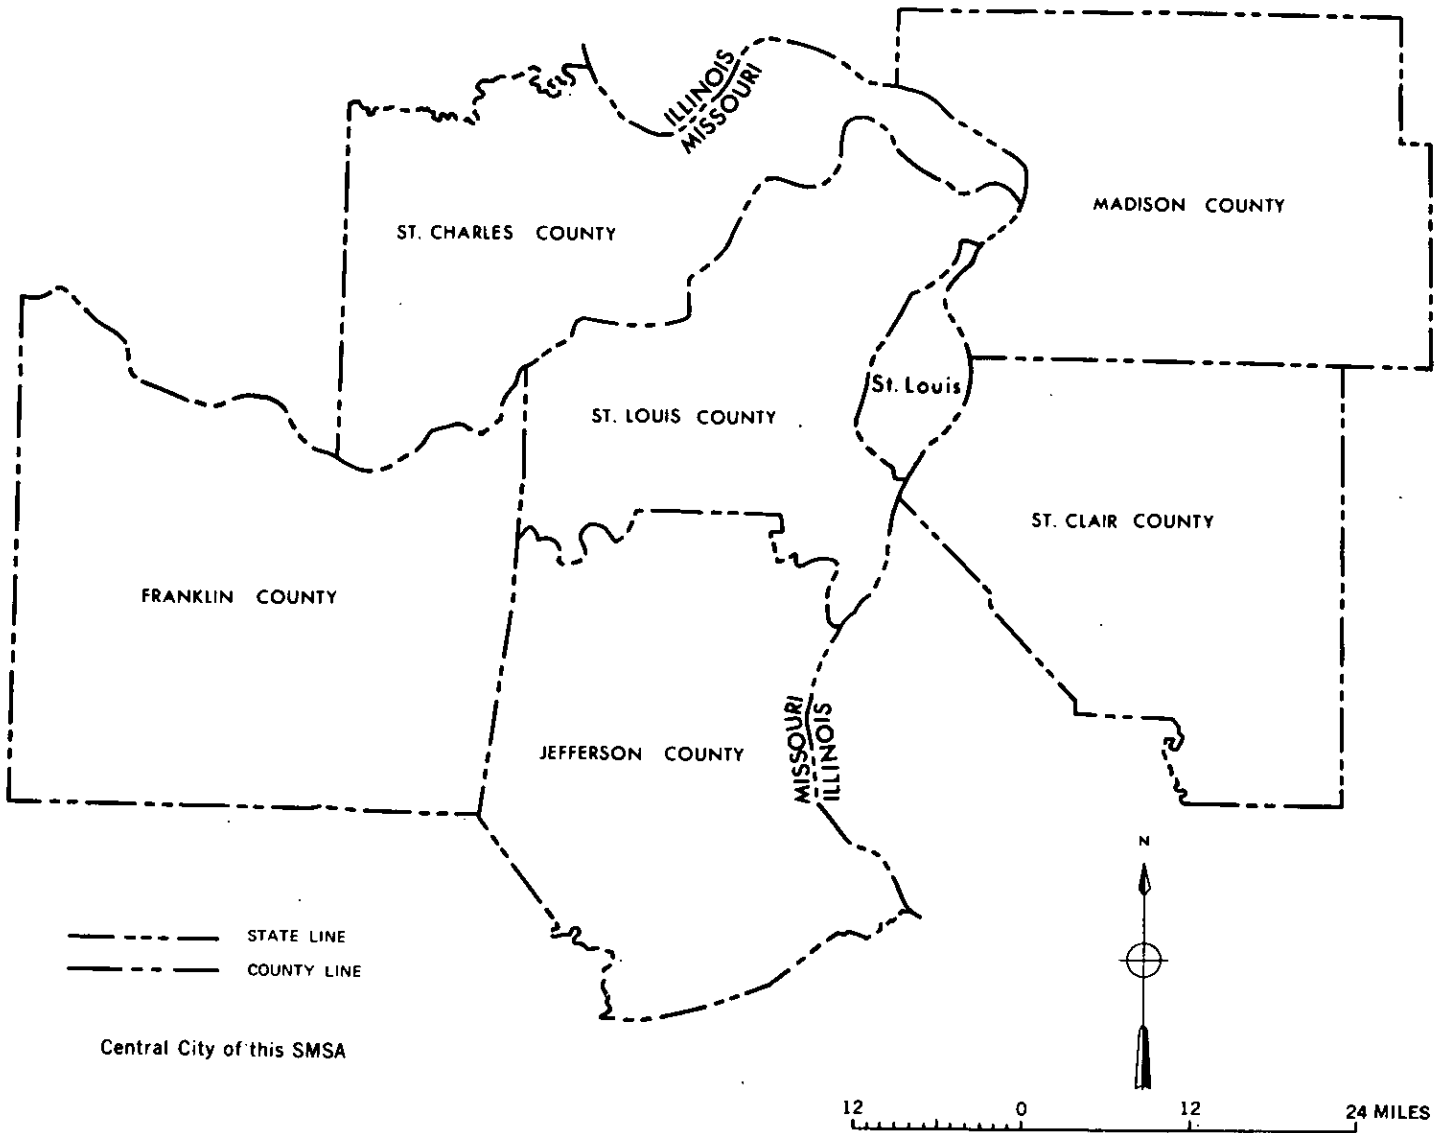 ILLINOIS
MISSOURI
MADISON COUNTY
ST. CHARLES COUNTY
St. Louis
ST. LOUIS COUNTY
ST. CLAIR COUNTY
FRANKLIN COUNTY
JEFFERSON COUNTY
MISSOURI
ILLINOIS
N
STATE LINE
COUNTY LINE
Central City of this SMSA
12 0 12 24 MILES